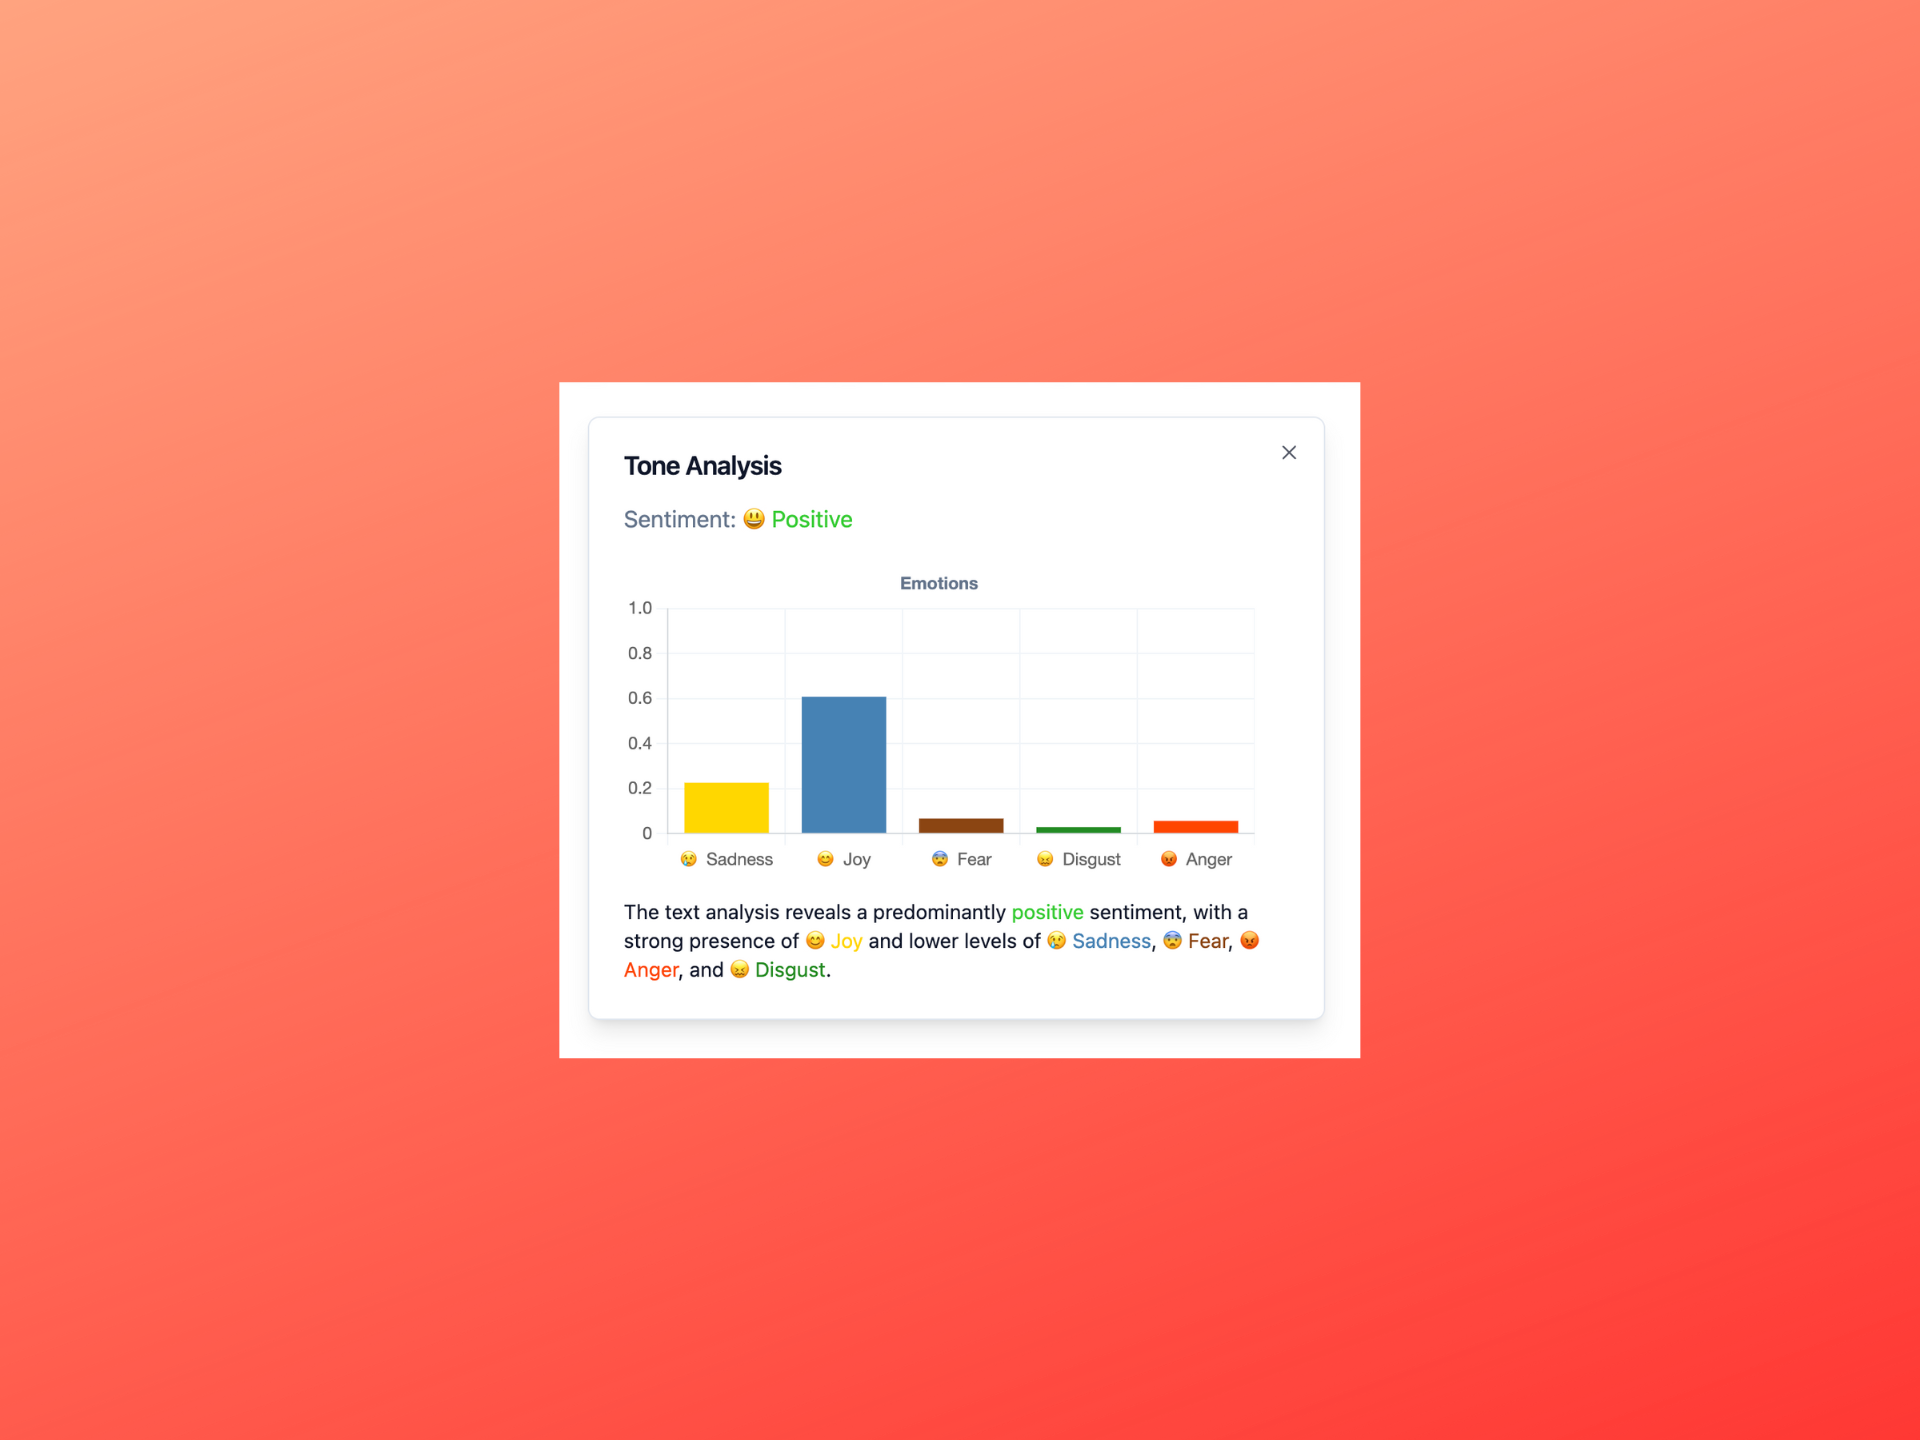 Tone Analysis
Sentiment: 😃 Positive
Emotions
1.0
0.8
0.6
0.4
0.2
0
😢 Sadness 😊 Joy 😨 Fear 😖 Disgust 😡 Anger
The text analysis reveals a predominantly positive sentiment, with a
strong presence of 😊 Joy and lower levels of 😢 Sadness, 😨 Fear, 😡
Anger, and 😖 Disgust.